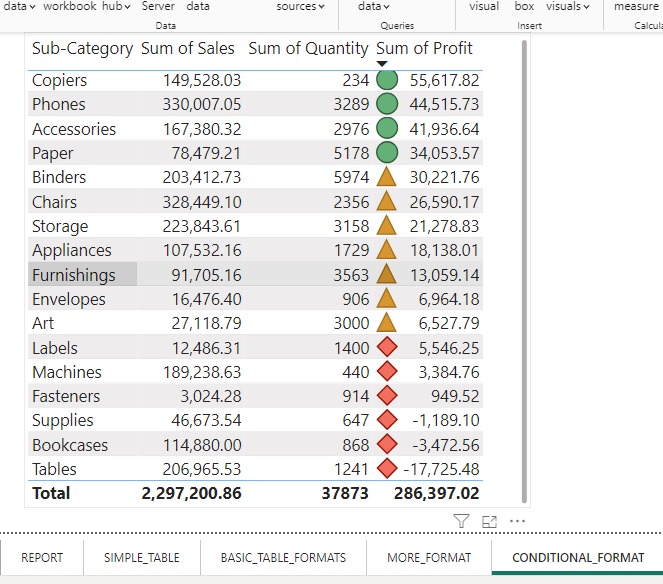 data workbook hub Server data sources data visual box visuals measure
Data Queries Insert Calcula
Sub-Category Sum of Sales Sum of Quantity Sum of Profit
Copiers 149,528.03 234 55,617.82
Phones 330,007.05 3289 44,515.73
Accessories 167,380.32 2976 41,936.64
Paper 78,479.21 5178 34,053.57
Binders 203,412.73 5974 30,221.76
Chairs 328,449.10 2356 26,590.17
Storage 223,843.61 3158 21,278.83
Appliances 107,532.16 1729 18,138.01
Furnishings 91,705.16 3563 13,059.14
Envelopes 16,476.40 906 6,964.18
Art 27,118.79 3000 6,527.79
Labels 12,486.31 1400 5,546.25
Machines 189,238.63 440 3,384.76
Fasteners 3,024.28 914 949.52
Supplies 46,673.54 647 -1,189.10
Bookcases 114,880.00 868 -3,472.56
Tables 206,965.53 1241 -17,725.48
Total 2,297,200.86 37873 286,397.02
REPORT SIMPLE_TABLE BASIC_TABLE_FORMATS MORE_FORMAT CONDITIONAL_FORMAT